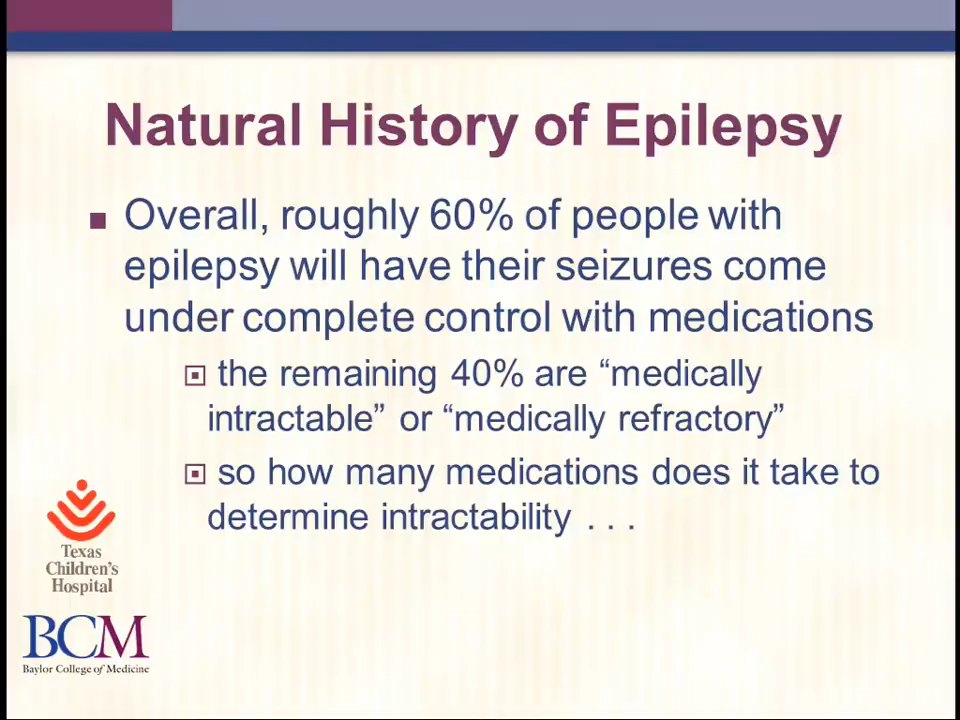 Natural History of Epilepsy
Overall, roughly 60% of people with
epilepsy will have their seizures come
under complete control with medications
the remaining 40% are “medically
intractable” or “medically refractory”
so how many medications does it take to
determine intractability . . .
Texas
Children's
Hospital
BCM
Baylor College of Medicine